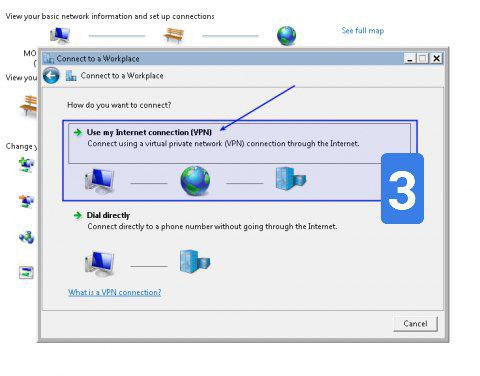 View your basic network information and set up connections
See full map
MO
(
View you
Connect to a Workplace
Connect to a Workplace
How do you want to connect?
Use my Internet connection (VPN)
Connect using a virtual private network (VPN) connection through the Internet.
3
Change y
Dial directly
Connect directly to a phone number without going through the Internet.
What is a VPN connection?
Cancel